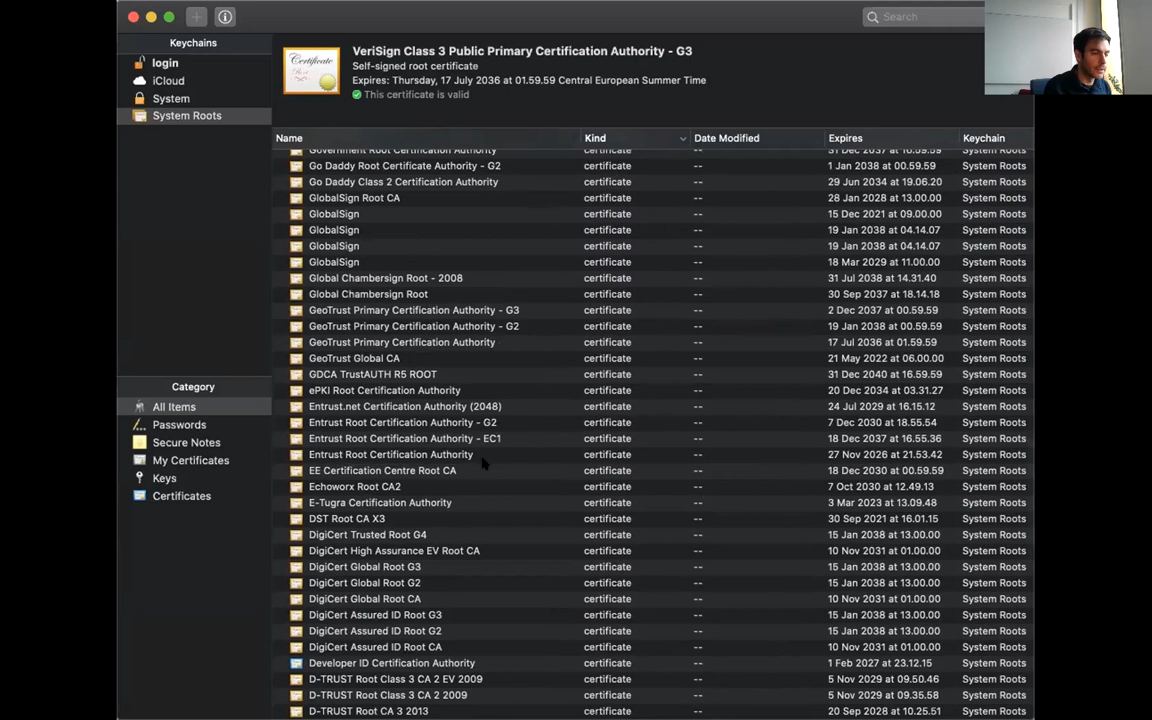 Search
Keychains
login
iCloud
System
System Roots
Certificate
VeriSign Class 3 Public Primary Certification Authority - G3
Self-signed root certificate
Expires: Thursday, 17 July 2036 at 01.59.59 Central European Summer Time
This certificate is valid
Name Kind Date Modified Expires Keychain
Government Root Certification Authority certificate -- 31 Dec 2037 at 16.59.59 System Roots
Go Daddy Root Certificate Authority - G2 certificate -- 1 Jan 2038 at 00.59.59 System Roots
Go Daddy Class 2 Certification Authority certificate -- 29 Jun 2034 at 19.06.20 System Roots
GlobalSign Root CA certificate -- 28 Jan 2028 at 13.00.00 System Roots
GlobalSign certificate -- 15 Dec 2021 at 09.00.00 System Roots
GlobalSign certificate -- 19 Jan 2038 at 04.14.07 System Roots
GlobalSign certificate -- 19 Jan 2038 at 04.14.07 System Roots
GlobalSign certificate -- 18 Mar 2029 at 11.00.00 System Roots
Global Chambersign Root - 2008 certificate -- 31 Jul 2038 at 14.31.40 System Roots
Global Chambersign Root certificate -- 30 Sep 2037 at 18.14.18 System Roots
GeoTrust Primary Certification Authority - G3 certificate -- 2 Dec 2037 at 00.59.59 System Roots
GeoTrust Primary Certification Authority - G2 certificate -- 19 Jan 2038 at 00.59.59 System Roots
GeoTrust Primary Certification Authority certificate -- 17 Jul 2036 at 01.59.59 System Roots
GeoTrust Global CA certificate -- 21 May 2022 at 06.00.00 System Roots
GDCA TrustAUTH R5 ROOT certificate -- 31 Dec 2040 at 16.59.59 System Roots
ePKI Root Certification Authority certificate -- 20 Dec 2034 at 03.31.27 System Roots
Entrust.net Certification Authority (2048) certificate -- 24 Jul 2029 at 16.15.12 System Roots
Entrust Root Certification Authority - G2 certificate -- 7 Dec 2030 at 18.55.54 System Roots
Entrust Root Certification Authority - EC1 certificate -- 18 Dec 2037 at 16.55.36 System Roots
Entrust Root Certification Authority certificate -- 27 Nov 2026 at 21.53.42 System Roots
EE Certification Centre Root CA certificate -- 18 Dec 2030 at 00.59.59 System Roots
Echoworx Root CA2 certificate -- 7 Oct 2030 at 12.49.13 System Roots
E-Tugra Certification Authority certificate -- 3 Mar 2023 at 13.09.48 System Roots
DST Root CA X3 certificate -- 30 Sep 2021 at 16.01.15 System Roots
DigiCert Trusted Root G4 certificate -- 15 Jan 2038 at 13.00.00 System Roots
DigiCert High Assurance EV Root CA certificate -- 10 Nov 2031 at 01.00.00 System Roots
DigiCert Global Root G3 certificate -- 15 Jan 2038 at 13.00.00 System Roots
DigiCert Global Root G2 certificate -- 15 Jan 2038 at 13.00.00 System Roots
DigiCert Global Root CA certificate -- 10 Nov 2031 at 01.00.00 System Roots
DigiCert Assured ID Root G3 certificate -- 15 Jan 2038 at 13.00.00 System Roots
DigiCert Assured ID Root G2 certificate -- 15 Jan 2038 at 13.00.00 System Roots
DigiCert Assured ID Root CA certificate -- 10 Nov 2031 at 01.00.00 System Roots
Developer ID Certification Authority certificate -- 1 Feb 2027 at 23.12.15 System Roots
D-TRUST Root Class 3 CA 2 EV 2009 certificate -- 5 Nov 2029 at 09.50.46 System Roots
D-TRUST Root Class 3 CA 2 2009 certificate -- 5 Nov 2029 at 09.35.58 System Roots
D-TRUST Root CA 3 2013 certificate -- 20 Sep 2028 at 10.25.51 System Roots
Category
All Items
Passwords
Secure Notes
My Certificates
Keys
Certificates